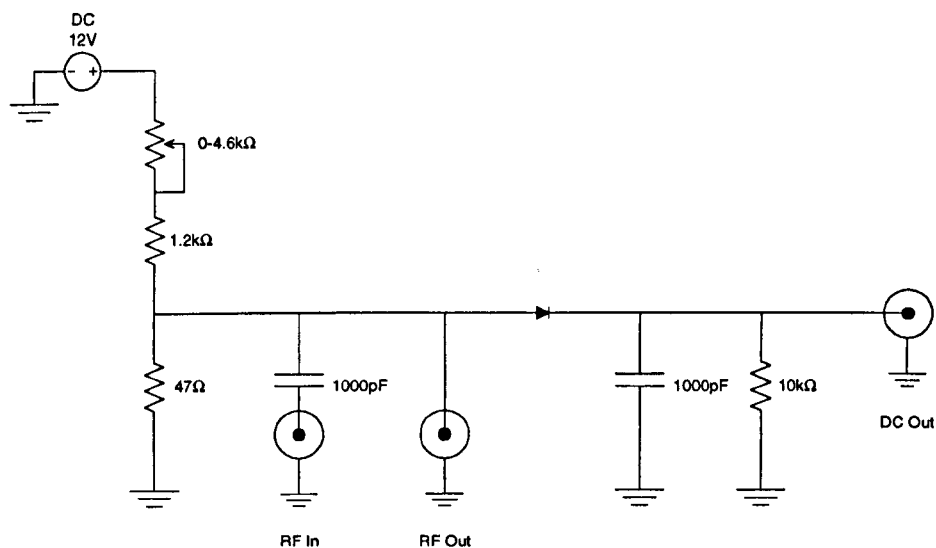 DC
12V
- +
0-4.6kΩ
1.2kΩ
47Ω
1000pF
1000pF
10kΩ
DC Out
RF In
RF Out